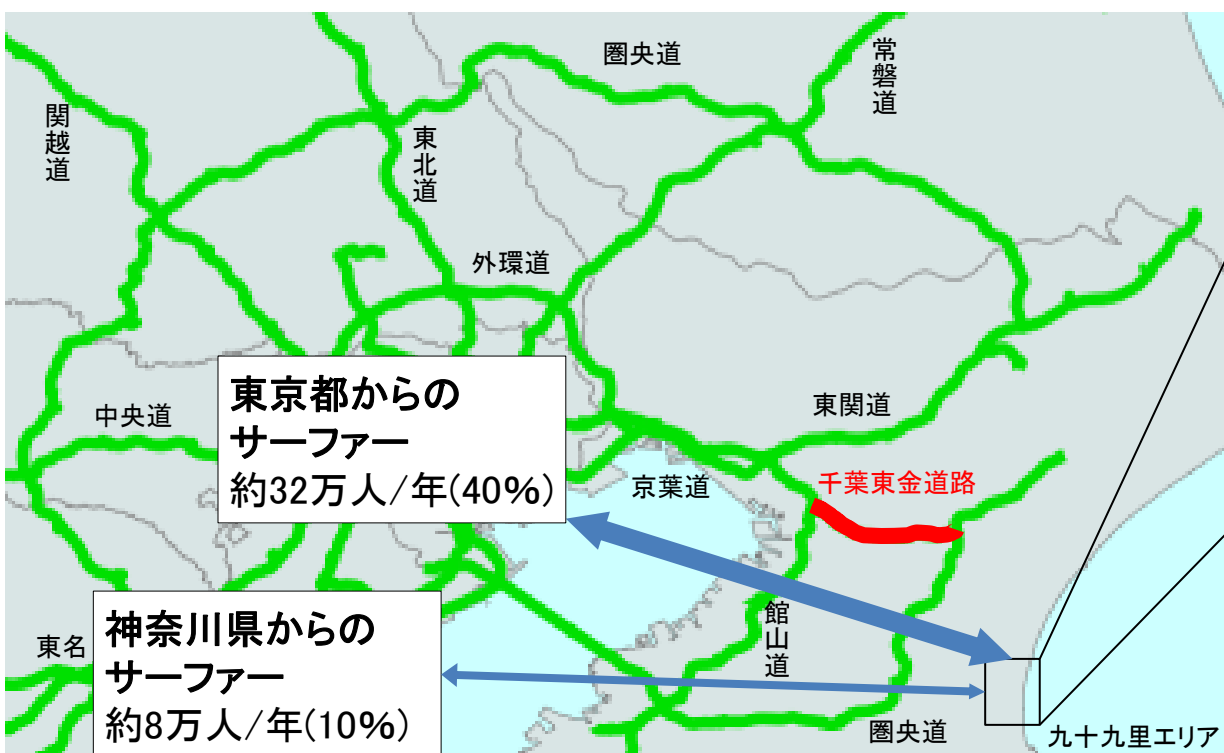 圏央道
常磐道
関越道
東北道
外環道
東京都からの
サーファー
約32万人/年(40%)
中央道
東関道
京葉道
千葉東金道路
神奈川県からの
サーファー
約8万人/年(10%)
東名
館山道
圏央道
九十九里エリア